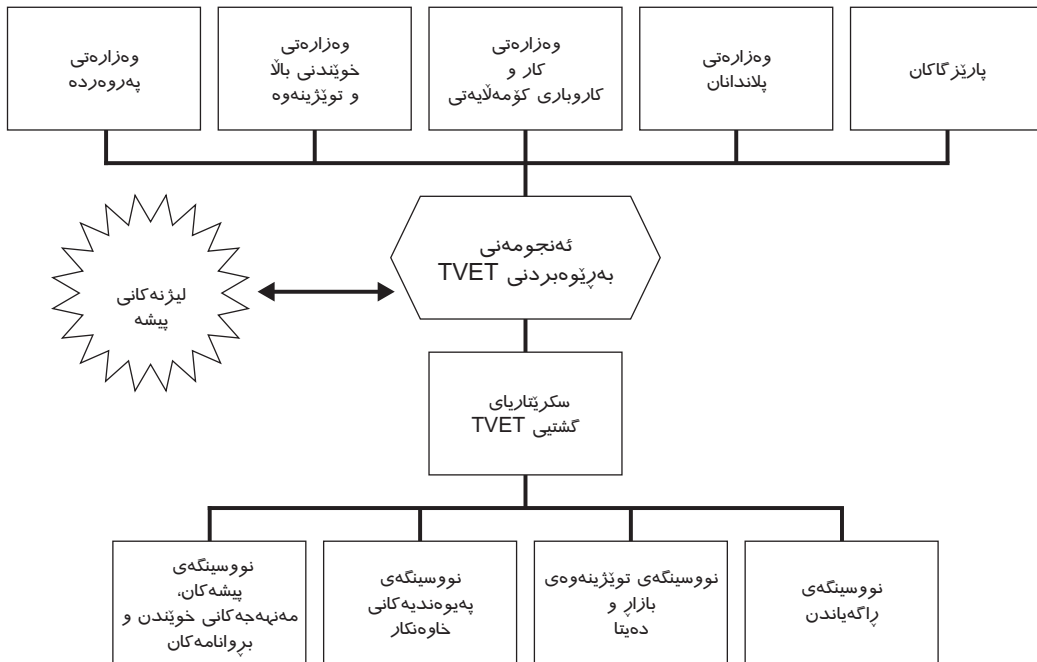 وەزارەتی
پەروەردە
وەزارەتی
خوێندنی باڵا
و توێژینەوە
وەزارەتی
کار و
کاروباری کۆمەڵایەتی
وەزارەتی
پلاندانان
پارێزگاکان
ئەنجومەنی
بەڕێوەبردنی TVET
لیژنەکانی
پیشە
سکرێتاریای
گشتیی TVET
نووسینگەی
پیشەکان،
مەنهەجەکانی خوێندن و
بڕوانامەکان
نووسینگەی
پەیوەندیەکانی
خاوەنکار
نووسینگەی توێژینەوەی
بازاڕ و
دەیتا
نووسینگەی
ڕاگەیاندن